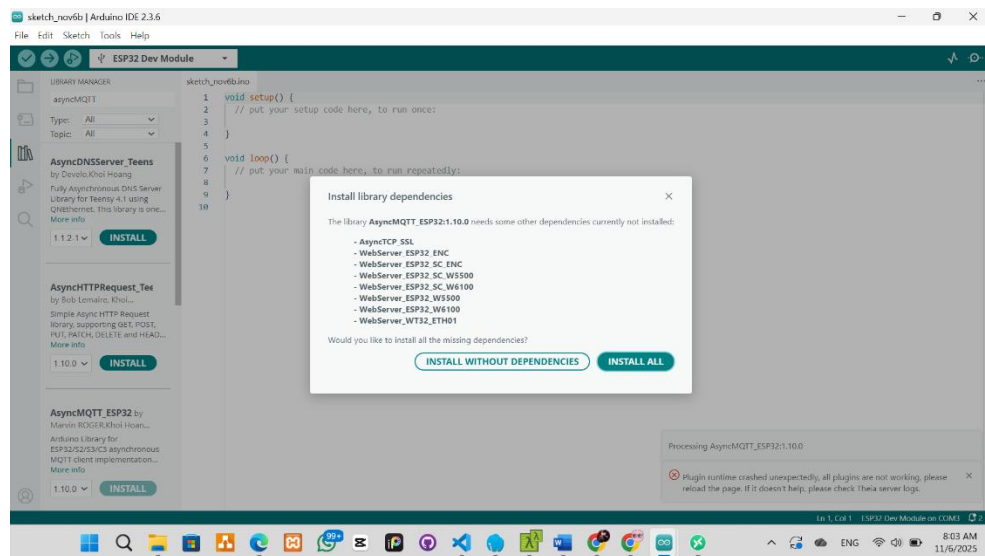 sketch_nov6b | Arduino IDE 2.3.6
File Edit Sketch Tools Help
ESP32 Dev Module
LIBRARY MANAGER
asyncMQTT
Type: All
Topic: All
AsyncDNSServer_Teens
by Develo,Khoi Hoang
Fully Asynchronous DNS Server
Library for Teensy 4.1 using
QNEthernet. This library is one...
More info
1.1.2-1
INSTALL
AsyncHTTPRequest_Tee
by Bob Lemaire, Khoi...
Simple Async HTTP Request
library, supporting GET, POST,
PUT, PATCH, DELETE and HEAD...
More info
1.10.0
INSTALL
AsyncMQTT_ESP32 by
Marvin ROGER,Khoi Hoan...
Arduino Library for
ESP32/S2/S3/C3 asynchronous
MQTT client implementation...
More info
1.10.0
INSTALL
sketch_nov6b.ino
1 void setup() {
2 // put your setup code here, to run once:
3
4 }
5
6 void loop() {
7 // put your main code here, to run repeatedly:
8
9 }
10
Install library dependencies
The library AsyncMQTT_ESP32:1.10.0 needs some other dependencies currently not installed:
- AsyncTCP_SSL
- WebServer_ESP32_ENC
- WebServer_ESP32_SC_ENC
- WebServer_ESP32_SC_W5500
- WebServer_ESP32_SC_W6100
- WebServer_ESP32_W5500
- WebServer_ESP32_W6100
- WebServer_WT32_ETH01
Would you like to install all the missing dependencies?
INSTALL WITHOUT DEPENDENCIES
INSTALL ALL
Processing AsyncMQTT_ESP32:1.10.0
Plugin runtime crashed unexpectedly, all plugins are not working, please
reload the page. If it doesn't help, please check Theia server logs.
Ln 1, Col 1 ESP32 Dev Module on COM3 2
99+
ENG
8:03 AM
11/6/2025